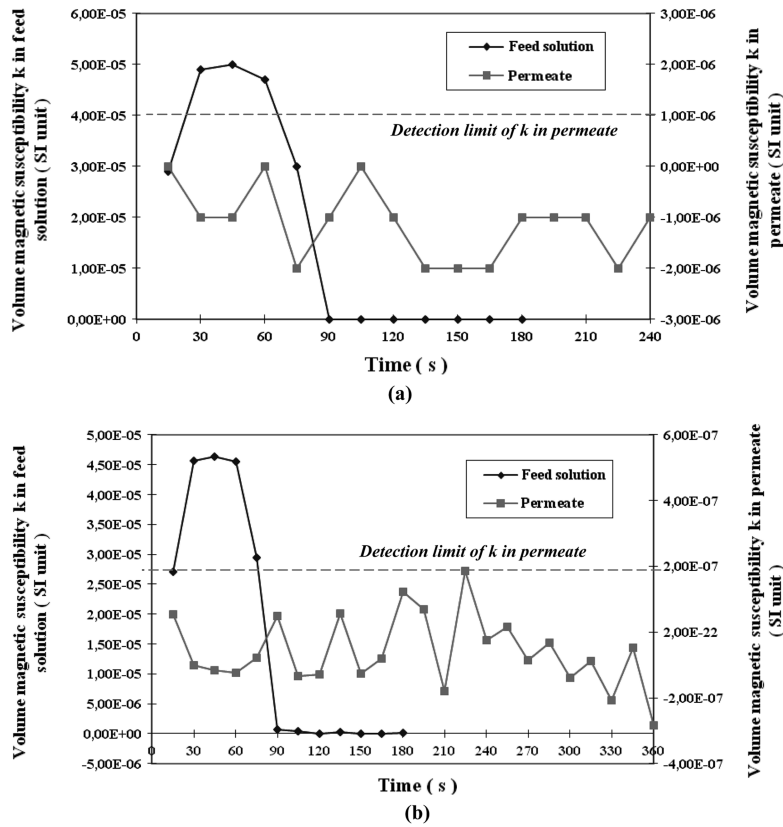 Volume magnetic susceptibility k in feed
solution ( SI unit )
6,00E-05
5,00E-05
4,00E-05
3,00E-05
2,00E-05
1,00E-05
0,00E+00
Feed solution
Permeate
Detection limit of k in permeate
3,00E-06
2,00E-06
1,00E-06
0,00E+00
-1,00E-06
-2,00E-06
-3,00E-06
Volume magnetic susceptibility k in
permeate ( SI unit )
0 30 60 90 120 150 180 210 240
Time ( s )
(a)
Volume magnetic susceptibility k in feed
solution ( SI unit )
5,00E-05
4,50E-05
4,00E-05
3,50E-05
3,00E-05
2,50E-05
2,00E-05
1,50E-05
1,00E-05
5,00E-06
0,00E+00
-5,00E-06
Feed solution
Permeate
Detection limit of k in permeate
6,00E-07
4,00E-07
2,00E-07
2,00E-22
-2,00E-07
-4,00E-07
Volume magnetic susceptibility k in permeate
( SI unit )
0 30 60 90 120 150 180 210 240 270 300 330 360
Time ( s )
(b)